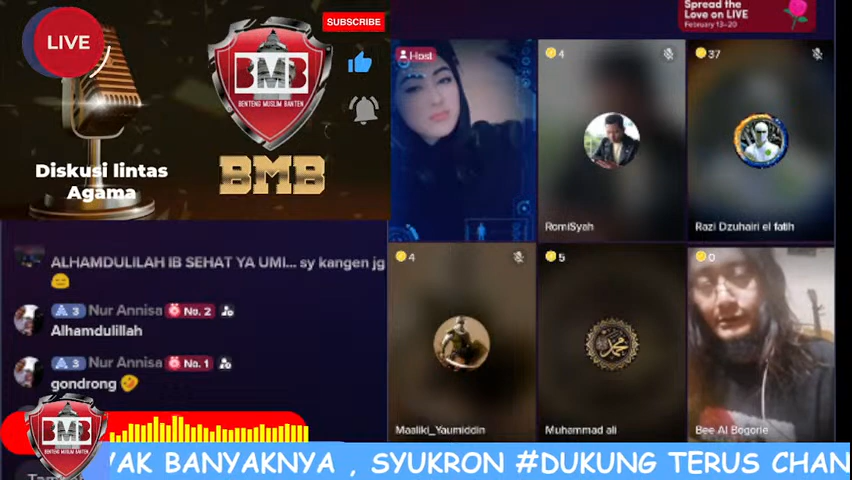 LIVE
SUBSCRIBE
BMB
BENTENG MUSLIM BANTEN
Diskusi lintas
Agama
BMB
Spread the
Love on LIVE
February 13–20
Host
4
37
RomiSyah
Razi Dzuhairi el fatih
4
5
0
Maaliki_Yaumiddin
Muhammad ali
Bee Al Bogorie
ALHAMDULILAH IB SEHAT YA UMI... sy kangen jg
3 Nur Annisa No. 2
Alhamdulillah
3 Nur Annisa No. 1
gondrong
BMB
YAK BANYAKNYA , SYUKRON #DUKUNG TERUS CHAN